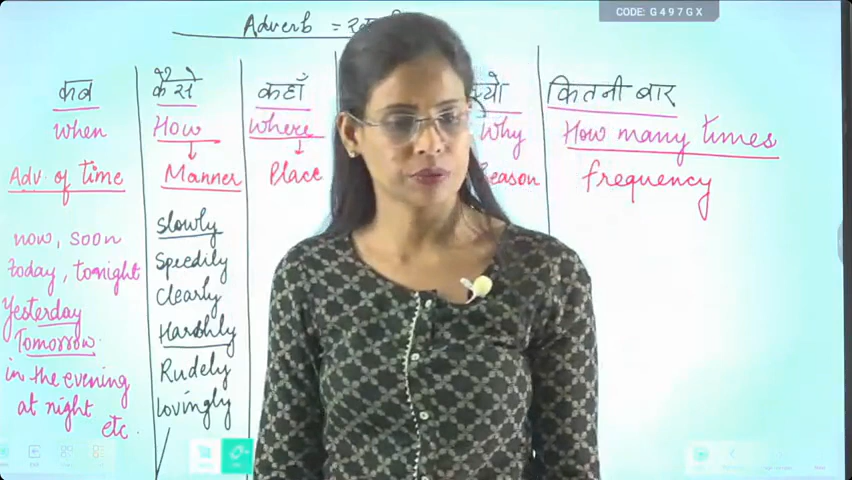 CODE: G497GX
Adverb =
कब
when
Adv. of time
now, soon
today, tonight
Yesterday
Tomorrow.
in the evening
at night
etc.
कैसे
How
Manner
slowly
Speedily
Clearly
Harshly
Rudely
lovingly
कहाँ
Where
Place
Why
Reason
कितनी बार
How many times
frequency